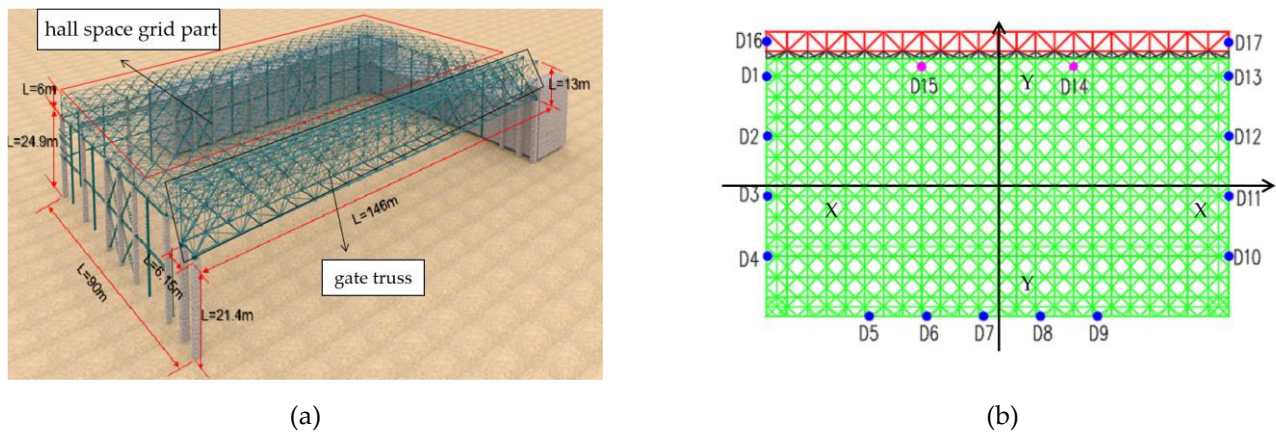 hall space grid part
L=6m
L=24.9m
L=90m
L=6.15m
L=21.4m
L=146m
L=13m
gate truss
(a)
D16
D17
D1
D15
Y
D14
D13
D2
D12
D3
D11
X
X
D4
D10
Y
D5
D6
D7
D8
D9
(b)